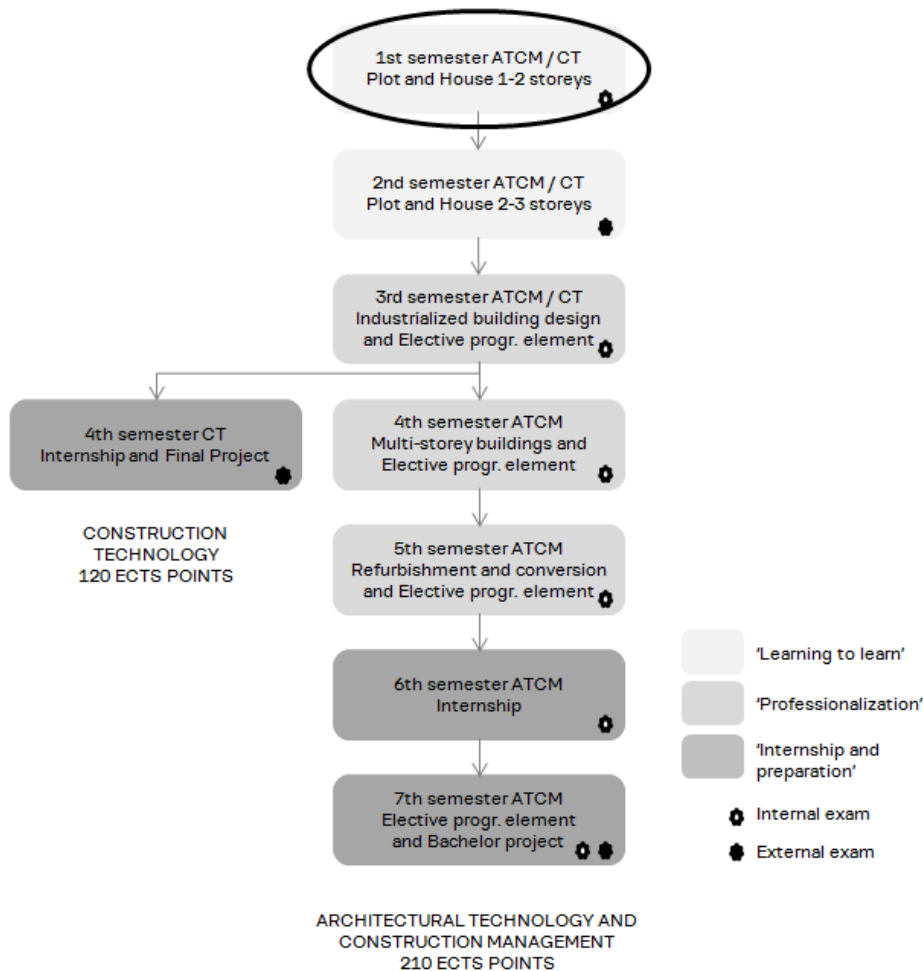 1st semester ATCM / CT
Plot and House 1-2 storeys
2nd semester ATCM / CT
Plot and House 2-3 storeys
3rd semester ATCM / CT
Industrialized building design
and Elective progr. element
4th semester CT
Internship and Final Project
CONSTRUCTION
TECHNOLOGY
120 ECTS POINTS
4th semester ATCM
Multi-storey buildings and
Elective progr. element
5th semester ATCM
Refurbishment and conversion
and Elective progr. element
6th semester ATCM
Internship
7th semester ATCM
Elective progr. element
and Bachelor project
ARCHITECTURAL TECHNOLOGY AND
CONSTRUCTION MANAGEMENT
210 ECTS POINTS
'Learning to learn'
'Professionalization'
'Internship and
preparation'
Internal exam
External exam